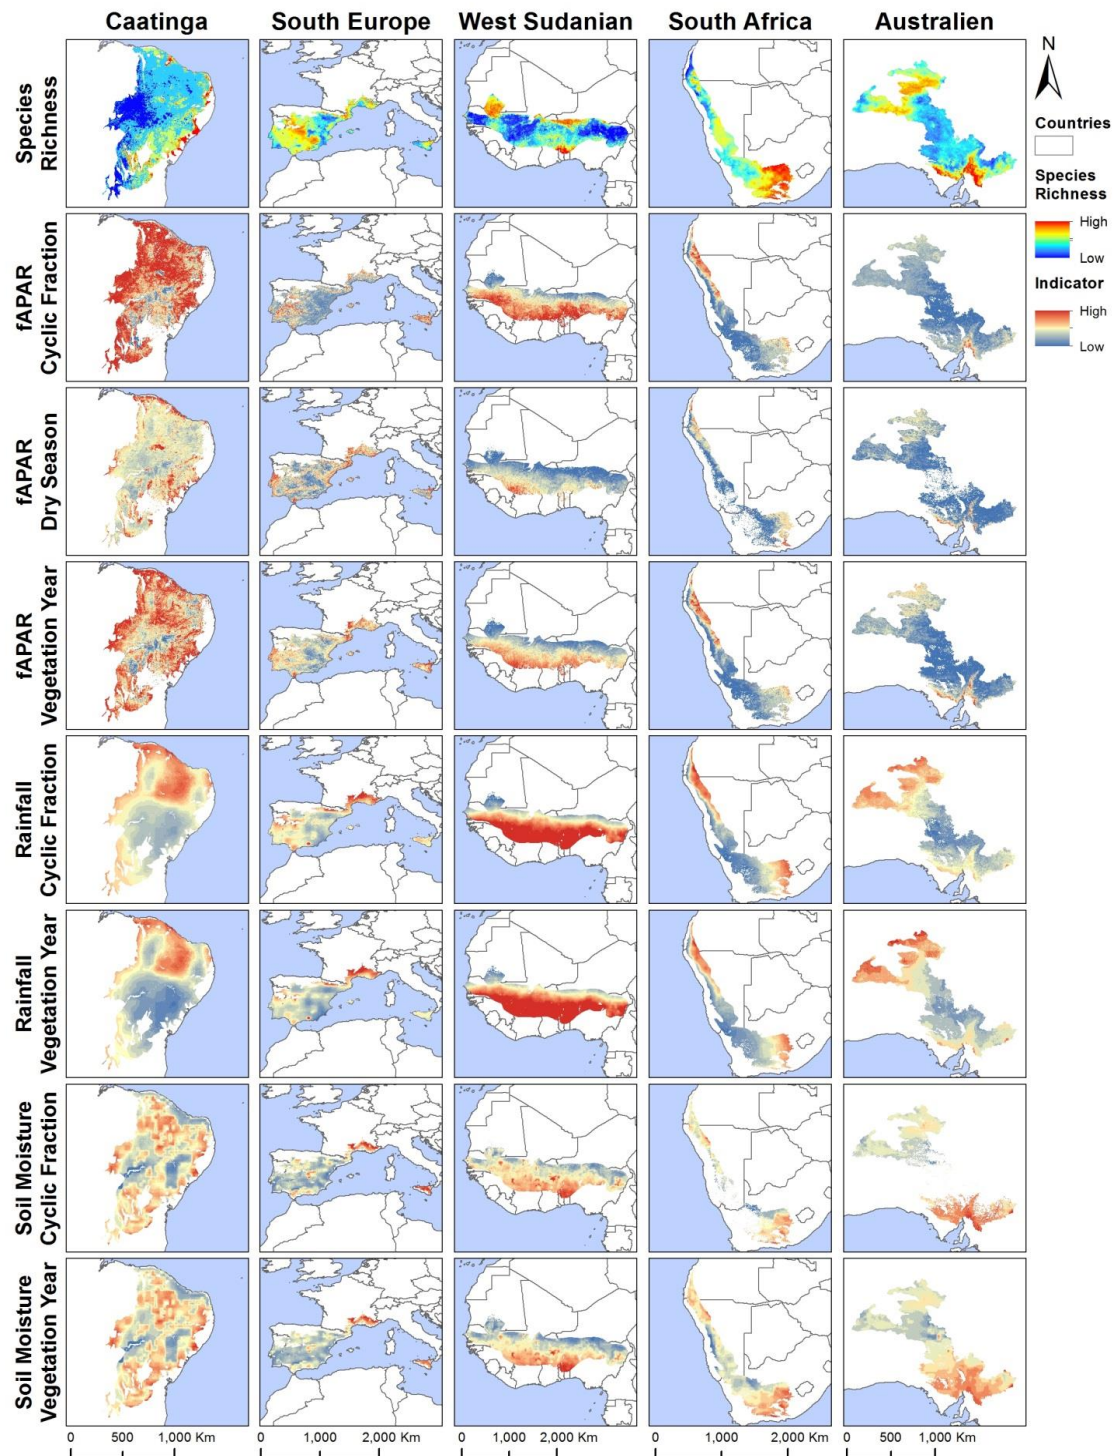 Caatinga
South Europe
West Sudanian
South Africa
Australien
N
Countries
Species
Richness
High
Low
Indicator
High
Low
Species
Richness
fAPAR
Cyclic Fraction
fAPAR
Dry Season
fAPAR
Vegetation Year
Rainfall
Cyclic Fraction
Rainfall
Vegetation Year
Soil Moisture
Cyclic Fraction
Soil Moisture
Vegetation Year
0 500 1,000 Km
0 1,000 2,000 Km
0 1,000 2,000 Km
0 1,000 2,000 Km
0 500 1,000 Km